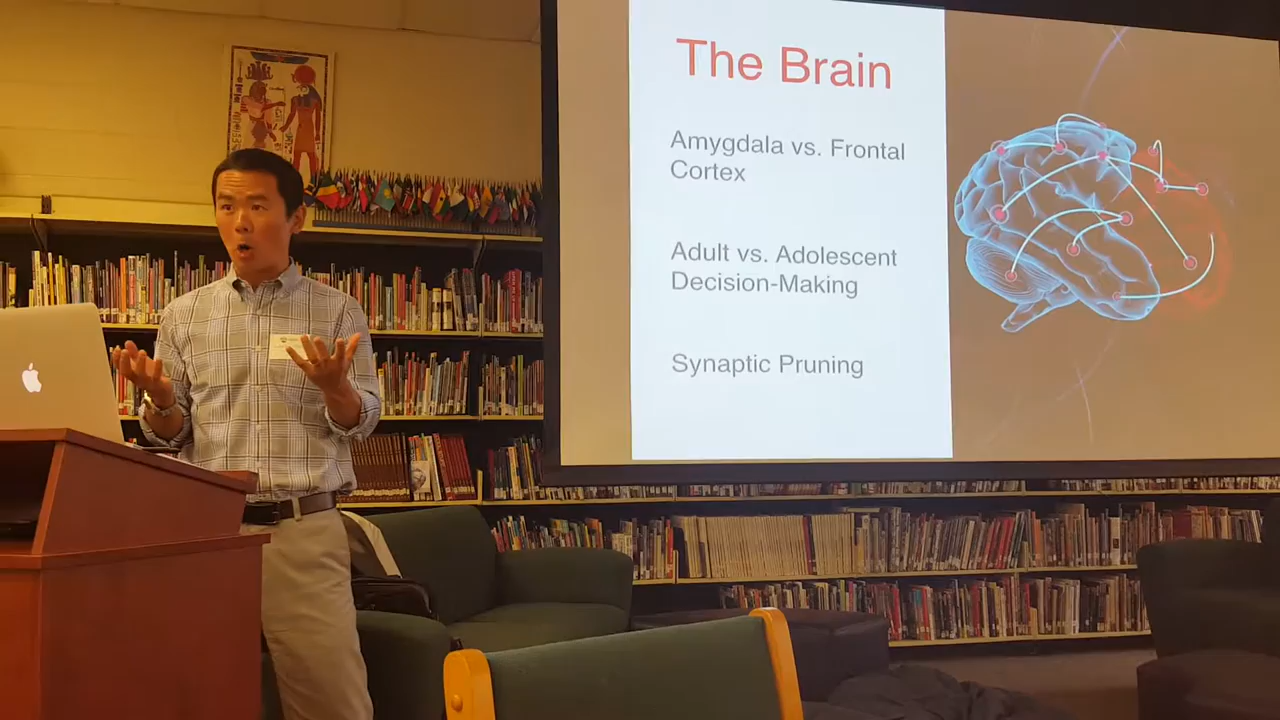 The Brain
Amygdala vs. Frontal
Cortex
Adult vs. Adolescent
Decision-Making
Synaptic Pruning